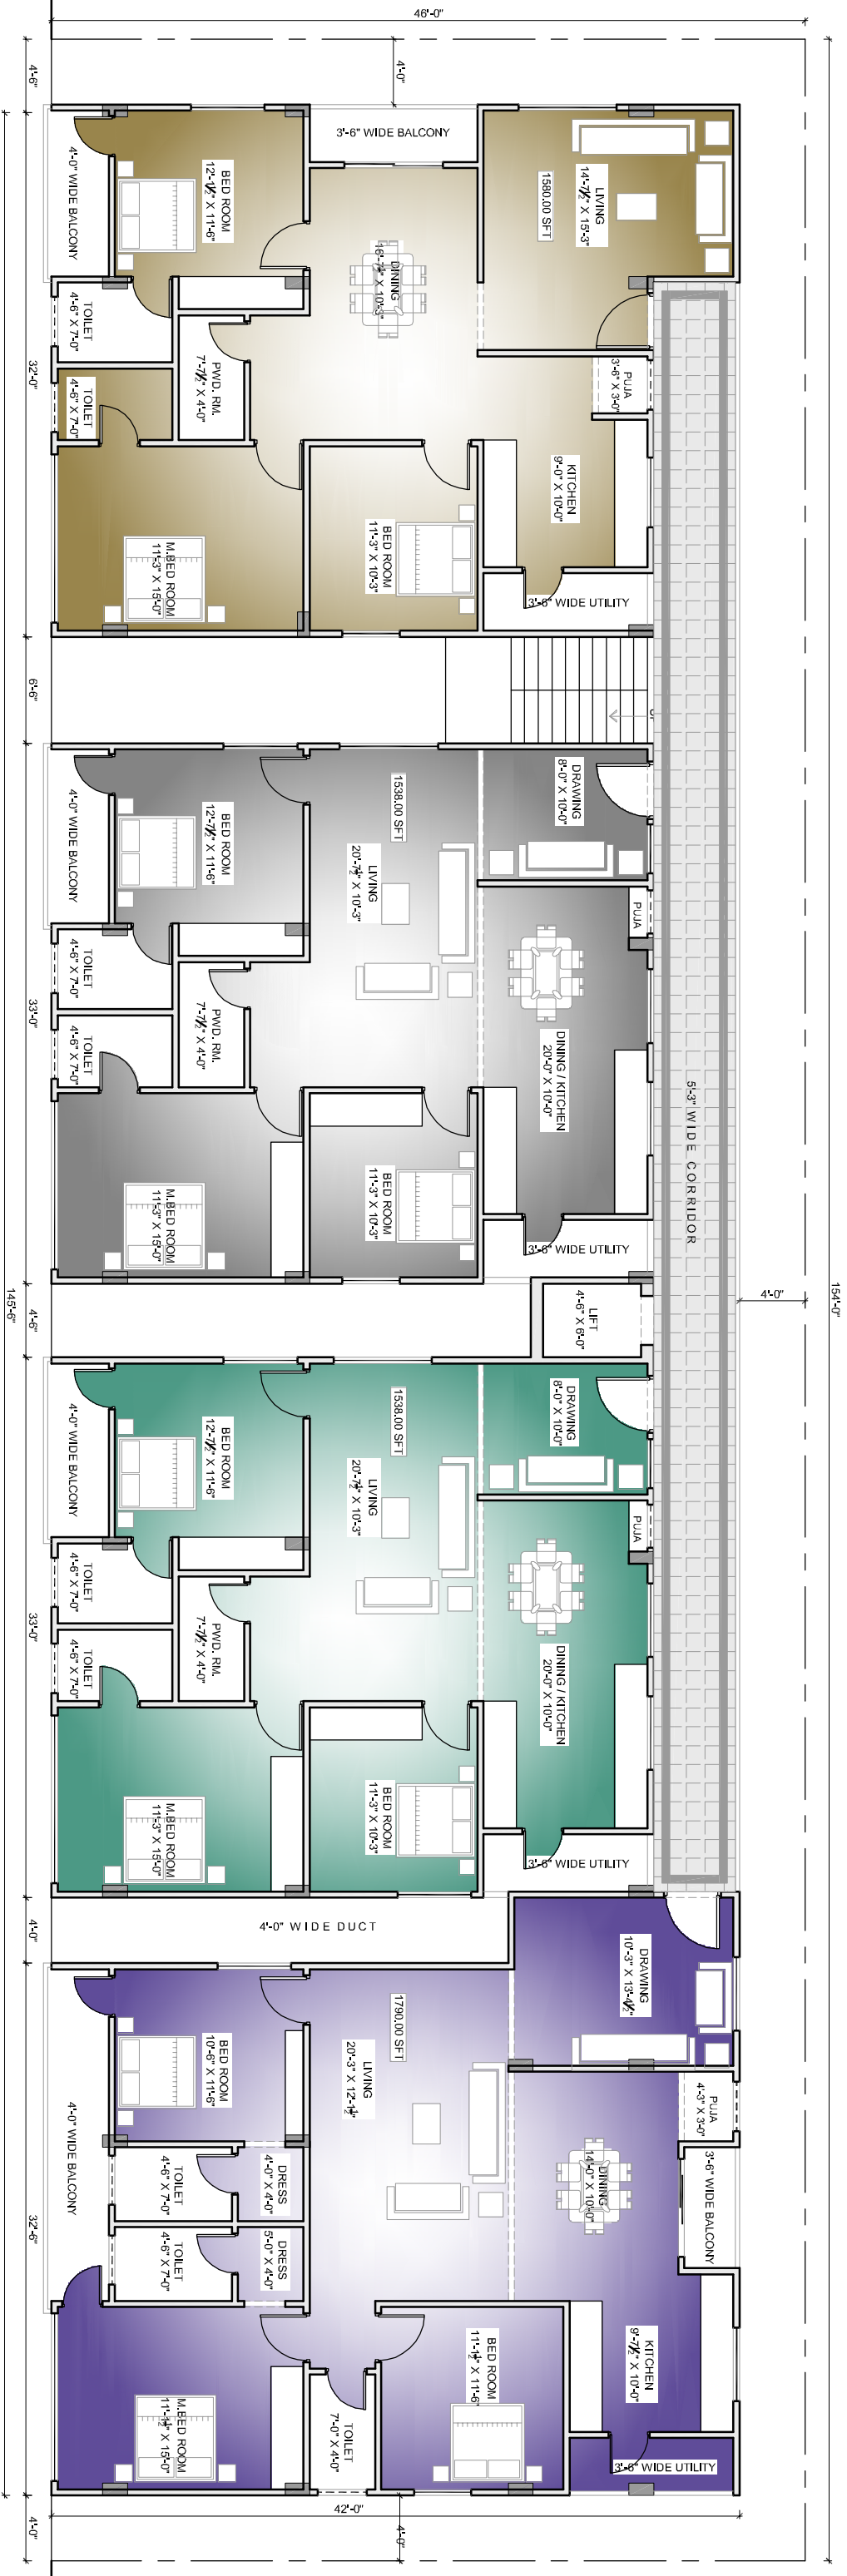 46'-0"
4'-6"
4'-0"
3'-6" WIDE BALCONY
4'-0" WIDE BALCONY
BED ROOM
12'-1½" X 11'-6"
LIVING
14'-7½" X 15'-3"
1580.00 SFT
DINING
16'-7½" X 10'-3"
TOILET
4'-6" X 7'-0"
TOILET
4'-6" X 7'-0"
PWD. RM.
7'-7½" X 4'-0"
PUJA
3'-6" X 3'-0"
32'-0"
KITCHEN
9'-0" X 10'-0"
M.BED ROOM
11'-3" X 15'-0"
BED ROOM
11'-3" X 10'-3"
3'-6" WIDE UTILITY
6'-6"
4'-0" WIDE BALCONY
BED ROOM
12'-7½" X 11'-6"
1538.00 SFT
LIVING
20'-7½" X 10'-3"
DRAWING
8'-0" X 10'-0"
PUJA
TOILET
4'-6" X 7'-0"
TOILET
4'-6" X 7'-0"
PWD. RM.
7'-7½" X 4'-0"
33'-0"
DINING / KITCHEN
20'-0" X 10'-0"
5'-3" WIDE CORRIDOR
M.BED ROOM
11'-3" X 15'-0"
BED ROOM
11'-3" X 10'-3"
3'-6" WIDE UTILITY
145'-6"
4'-6"
LIFT
4'-6" X 6'-0"
4'-0"
154'-0"
4'-0" WIDE BALCONY
BED ROOM
12'-7½" X 11'-6"
1538.00 SFT
LIVING
20'-7½" X 10'-3"
DRAWING
8'-0" X 10'-0"
PUJA
TOILET
4'-6" X 7'-0"
TOILET
4'-6" X 7'-0"
PWD. RM.
7'-7½" X 4'-0"
33'-0"
DINING / KITCHEN
20'-0" X 10'-0"
M.BED ROOM
11'-3" X 15'-0"
BED ROOM
11'-3" X 10'-3"
3'-6" WIDE UTILITY
4'-0"
4'-0" WIDE DUCT
DRAWING
10'-3" X 13'-4½"
BED ROOM
10'-6" X 11'-6"
1790.00 SFT
LIVING
20'-3" X 12'-1½"
PUJA
4'-3" X 3'-0"
4'-0" WIDE BALCONY
TOILET
4'-6" X 7'-0"
DRESS
4'-0" X 4'-0"
TOILET
4'-6" X 7'-0"
DRESS
5'-0" X 4'-0"
DINING
14'-0" X 10'-0"
3'-6" WIDE BALCONY
32'-6"
KITCHEN
9'-7½" X 10'-0"
M.BED ROOM
11'-1½" X 15'-0"
TOILET
7'-0" X 4'-0"
BED ROOM
11'-1½" X 11'-6"
3'-6" WIDE UTILITY
42'-0"
4'-0"
4'-0"